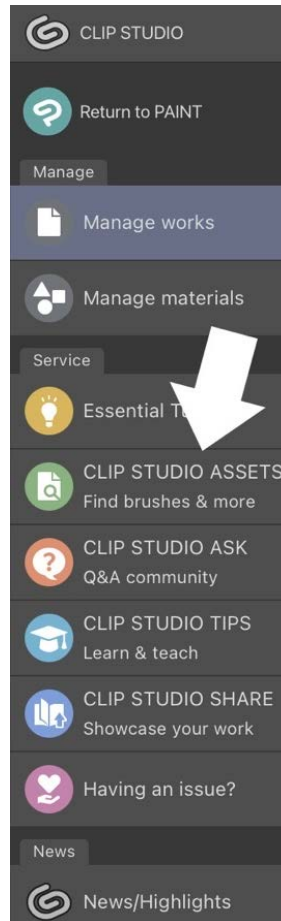 CLIP STUDIO
Return to PAINT
Manage
Manage works
Manage materials
Service
Essential
CLIP STUDIO ASSETS
Find brushes & more
CLIP STUDIO ASK
Q&A community
CLIP STUDIO TIPS
Learn & teach
CLIP STUDIO SHARE
Showcase your work
Having an issue?
News
News/Highlights